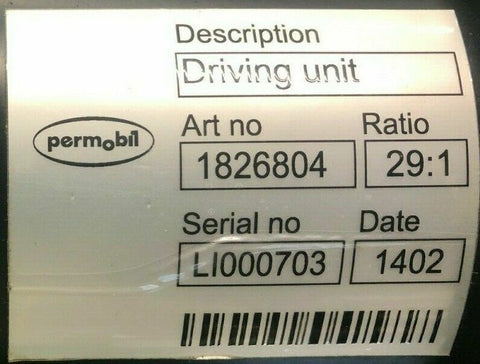 Description
Driving unit
permobil
Art no Ratio
1826804 29:1
Serial no Date
LI000703 1402